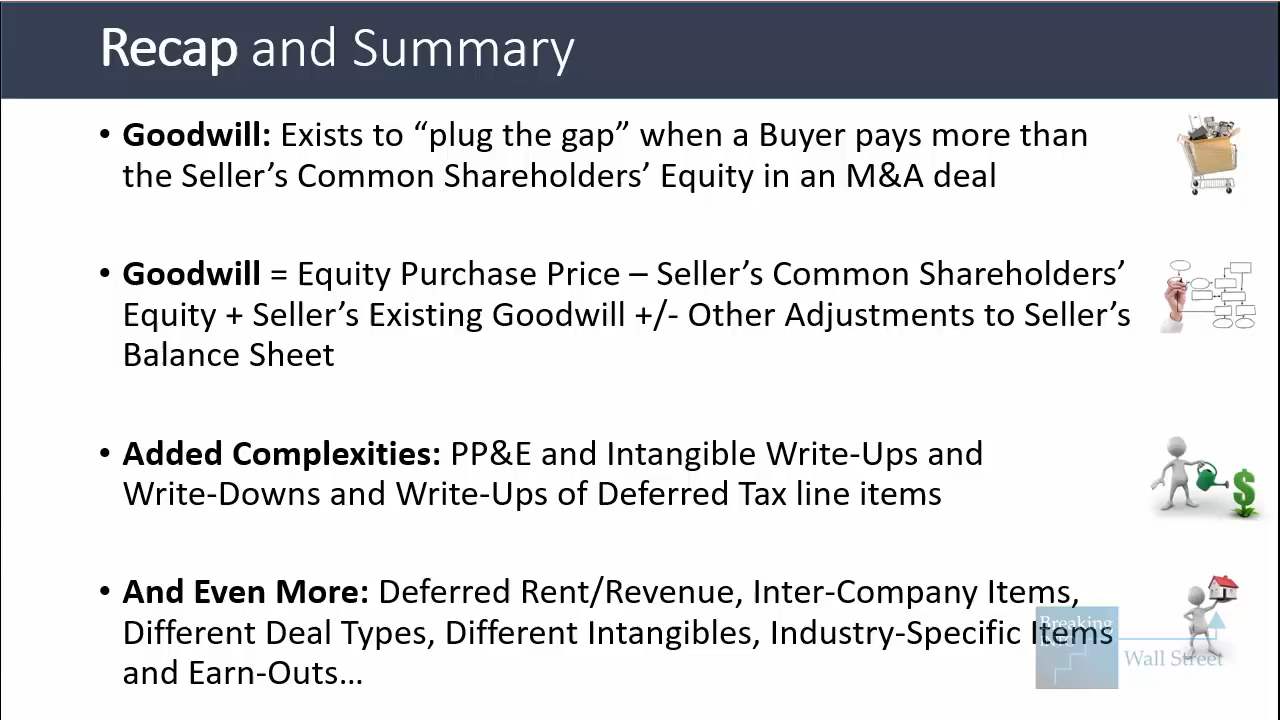 Recap and Summary
• Goodwill: Exists to “plug the gap” when a Buyer pays more than
the Seller’s Common Shareholders’ Equity in an M&A deal
• Goodwill = Equity Purchase Price – Seller’s Common Shareholders’
Equity + Seller’s Existing Goodwill +/- Other Adjustments to Seller’s
Balance Sheet
• Added Complexities: PP&E and Intangible Write-Ups and
Write-Downs and Write-Ups of Deferred Tax line items
• And Even More: Deferred Rent/Revenue, Inter-Company Items,
Different Deal Types, Different Intangibles, Industry-Specific Items
and Earn-Outs…
Breaking
Into
Wall Street